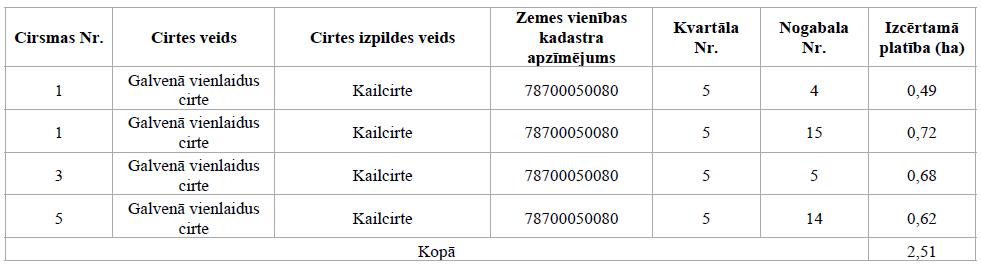 Cirsmas Nr. Cirtes veids Cirtes izpildes veids Zemes vienības kadastra apzīmējums Kvartāla Nr. Nogabala Nr. Izcērtamā platība (ha)
1 Galvenā vienlaidus cirte Kailcirte 78700050080 5 4 0,49
1 Galvenā vienlaidus cirte Kailcirte 78700050080 5 15 0,72
3 Galvenā vienlaidus cirte Kailcirte 78700050080 5 5 0,68
5 Galvenā vienlaidus cirte Kailcirte 78700050080 5 14 0,62
Kopā 2,51